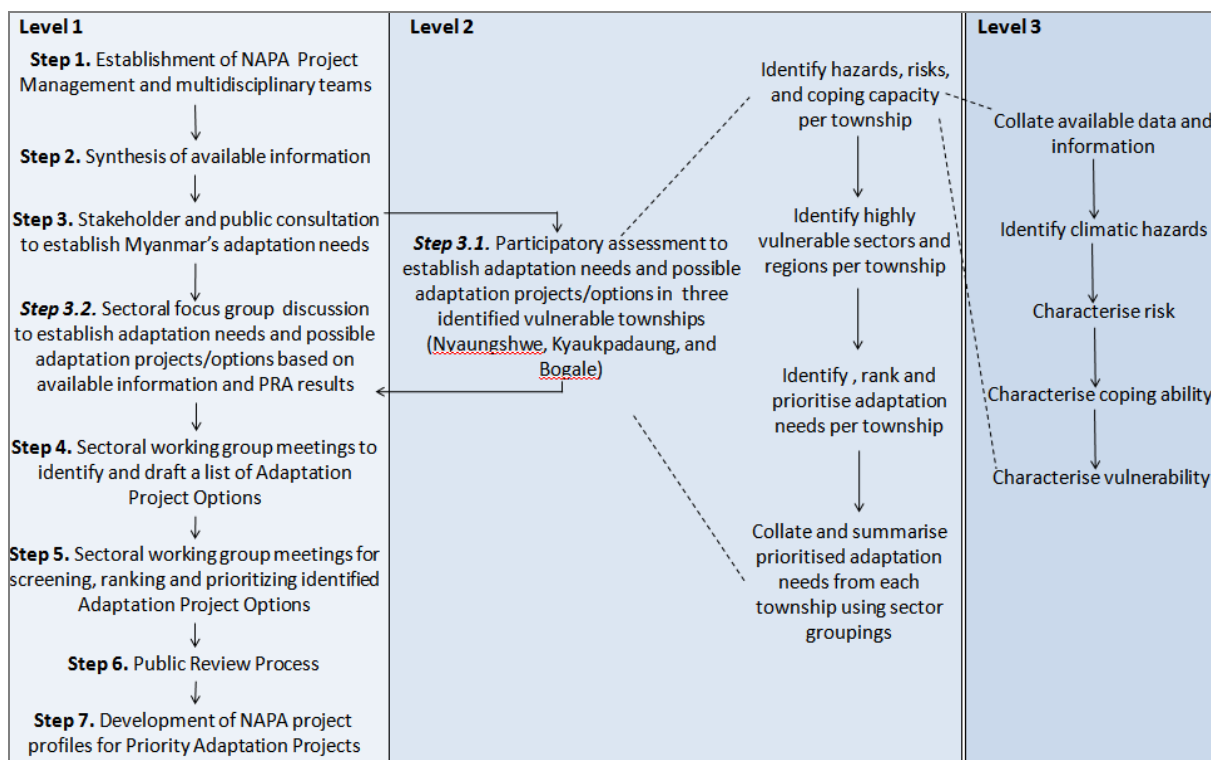 Level 1
Step 1. Establishment of NAPA Project
Management and multidisciplinary teams
Step 2. Synthesis of available information
Step 3. Stakeholder and public consultation
to establish Myanmar's adaptation needs
Step 3.2. Sectoral focus group discussion
to establish adaptation needs and possible
adaptation projects/options based on
available information and PRA results
Step 4. Sectoral working group meetings to
identify and draft a list of Adaptation
Project Options
Step 5. Sectoral working group meetings for
screening, ranking and prioritizing identified
Adaptation Project Options
Step 6. Public Review Process
Step 7. Development of NAPA project
profiles for Priority Adaptation Projects
Level 2
Step 3.1. Participatory assessment to
establish adaptation needs and possible
adaptation projects/options in three
identified vulnerable townships
(Nyaungshwe, Kyaukpadaung, and
Bogale)
Identify hazards, risks,
and coping capacity
per township
Identify highly
vulnerable sectors and
regions per township
Identify , rank and
prioritise adaptation
needs per township
Collate and summarise
prioritised adaptation
needs from each
township using sector
groupings
Level 3
Collate available data and
information
Identify climatic hazards
Characterise risk
Characterise coping ability
Characterise vulnerability